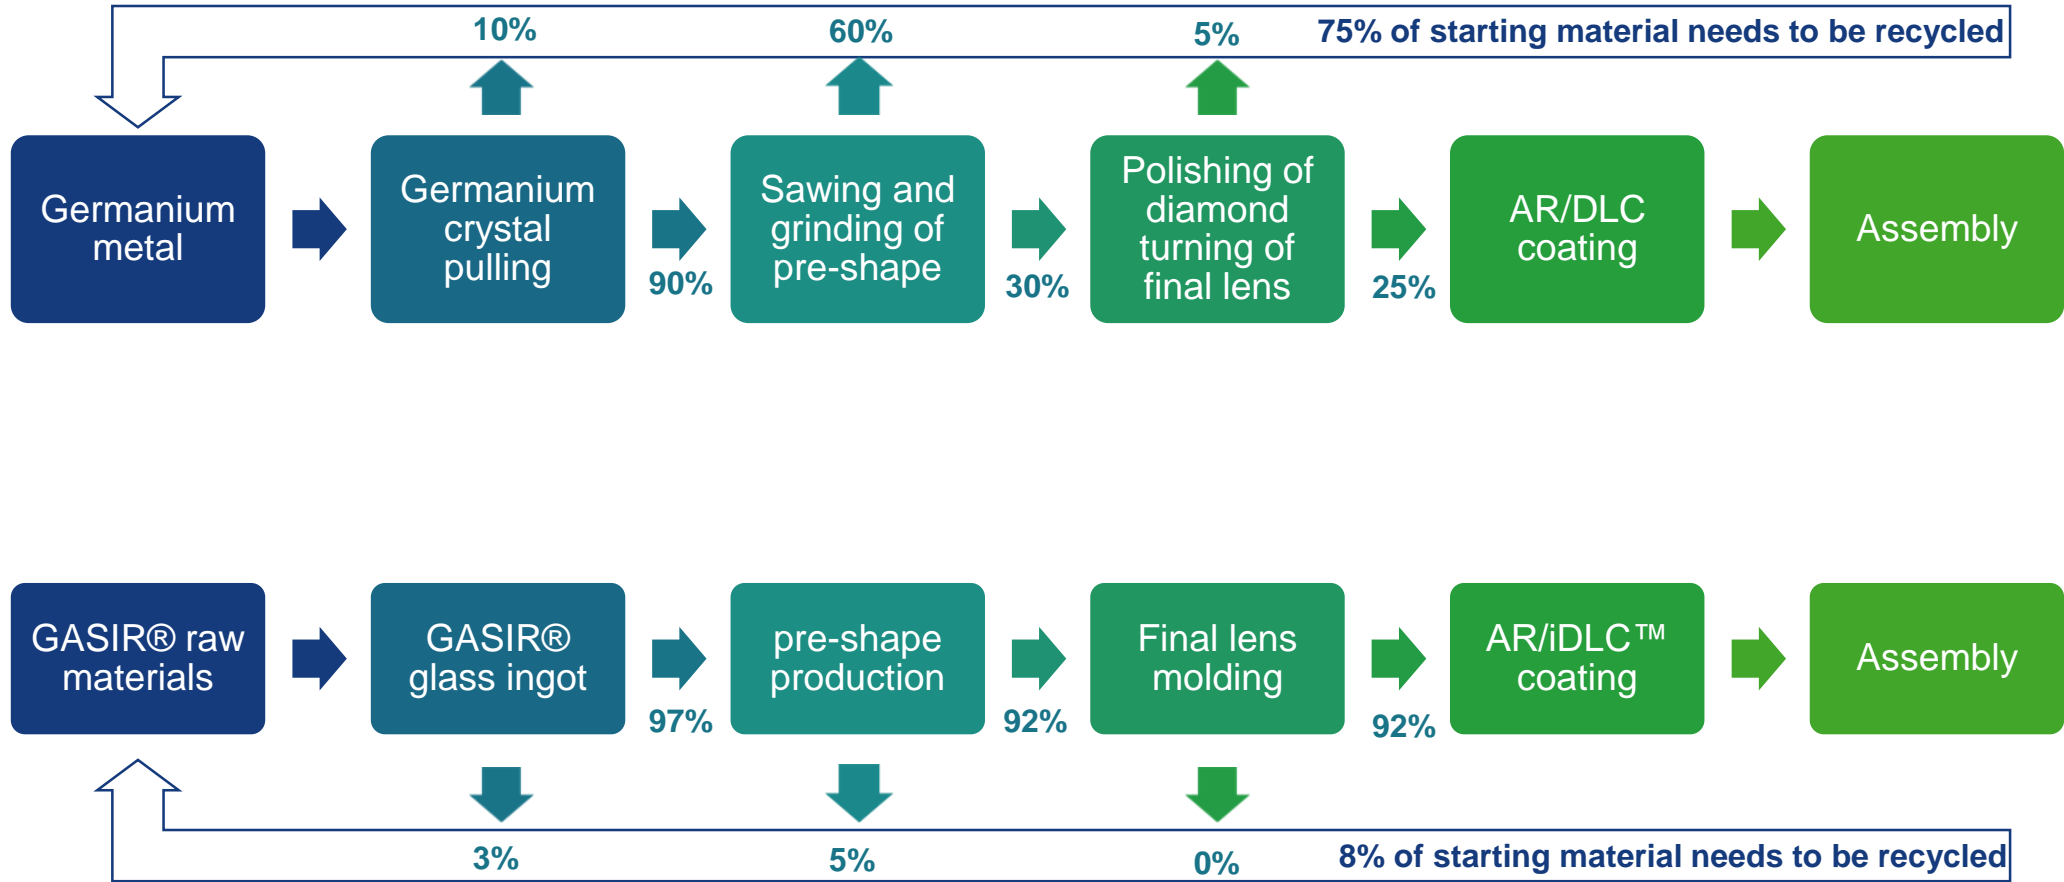 10%
60%
5%
75% of starting material needs to be recycled
Germanium
metal
Germanium
crystal
pulling
90%
Sawing and
grinding of
pre-shape
30%
Polishing of
diamond
turning of
final lens
25%
AR/DLC
coating
Assembly
GASIR® raw
materials
GASIR®
glass ingot
97%
pre-shape
production
92%
Final lens
molding
92%
AR/iDLC™
coating
Assembly
3%
5%
0%
8% of starting material needs to be recycled